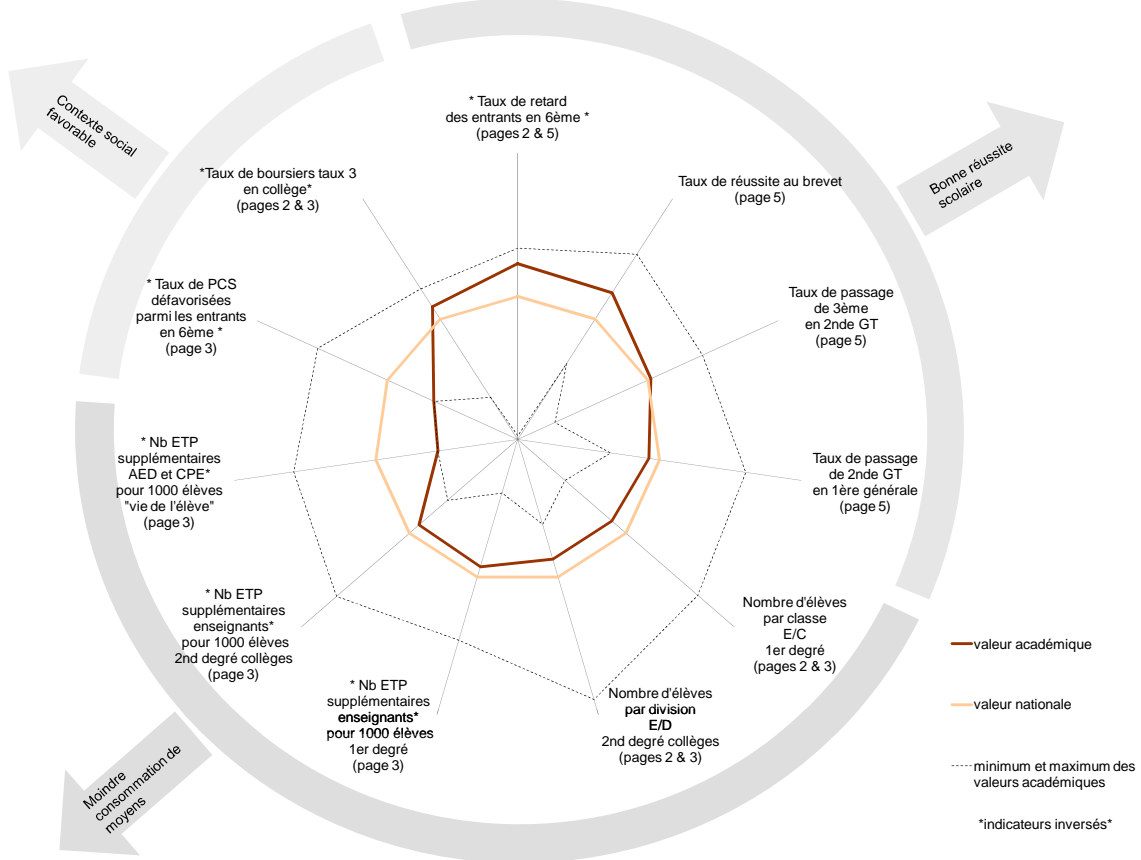 * Taux de retard
des entrants en 6ème *
(pages 2 & 5)
Taux de réussite au brevet
(page 5)
Taux de passage
de 3ème
en 2nde GT
(page 5)
Taux de passage
de 2nde GT
en 1ère générale
(page 5)
Nombre d'élèves
par classe
E/C
1er degré
(pages 2 & 3)
Nombre d'élèves
par division
E/D
2nd degré collèges
(pages 2 & 3)
* Nb ETP
supplémentaires
enseignants*
pour 1000 élèves
1er degré
(page 3)
* Nb ETP
supplémentaires
enseignants*
pour 1000 élèves
2nd degré collèges
(page 3)
* Nb ETP
supplémentaires
AED et CPE*
pour 1000 élèves
"vie de l'élève"
(page 3)
* Taux de PCS
défavorisées
parmi les entrants
en 6ème *
(page 3)
*Taux de boursiers taux 3
en collège*
(pages 2 & 3)
Contexte social
favorable
Bonne réussite
scolaire
Moindre
consommation de
moyens
valeur académique
valeur nationale
minimum et maximum des
valeurs académiques
*indicateurs inversés*